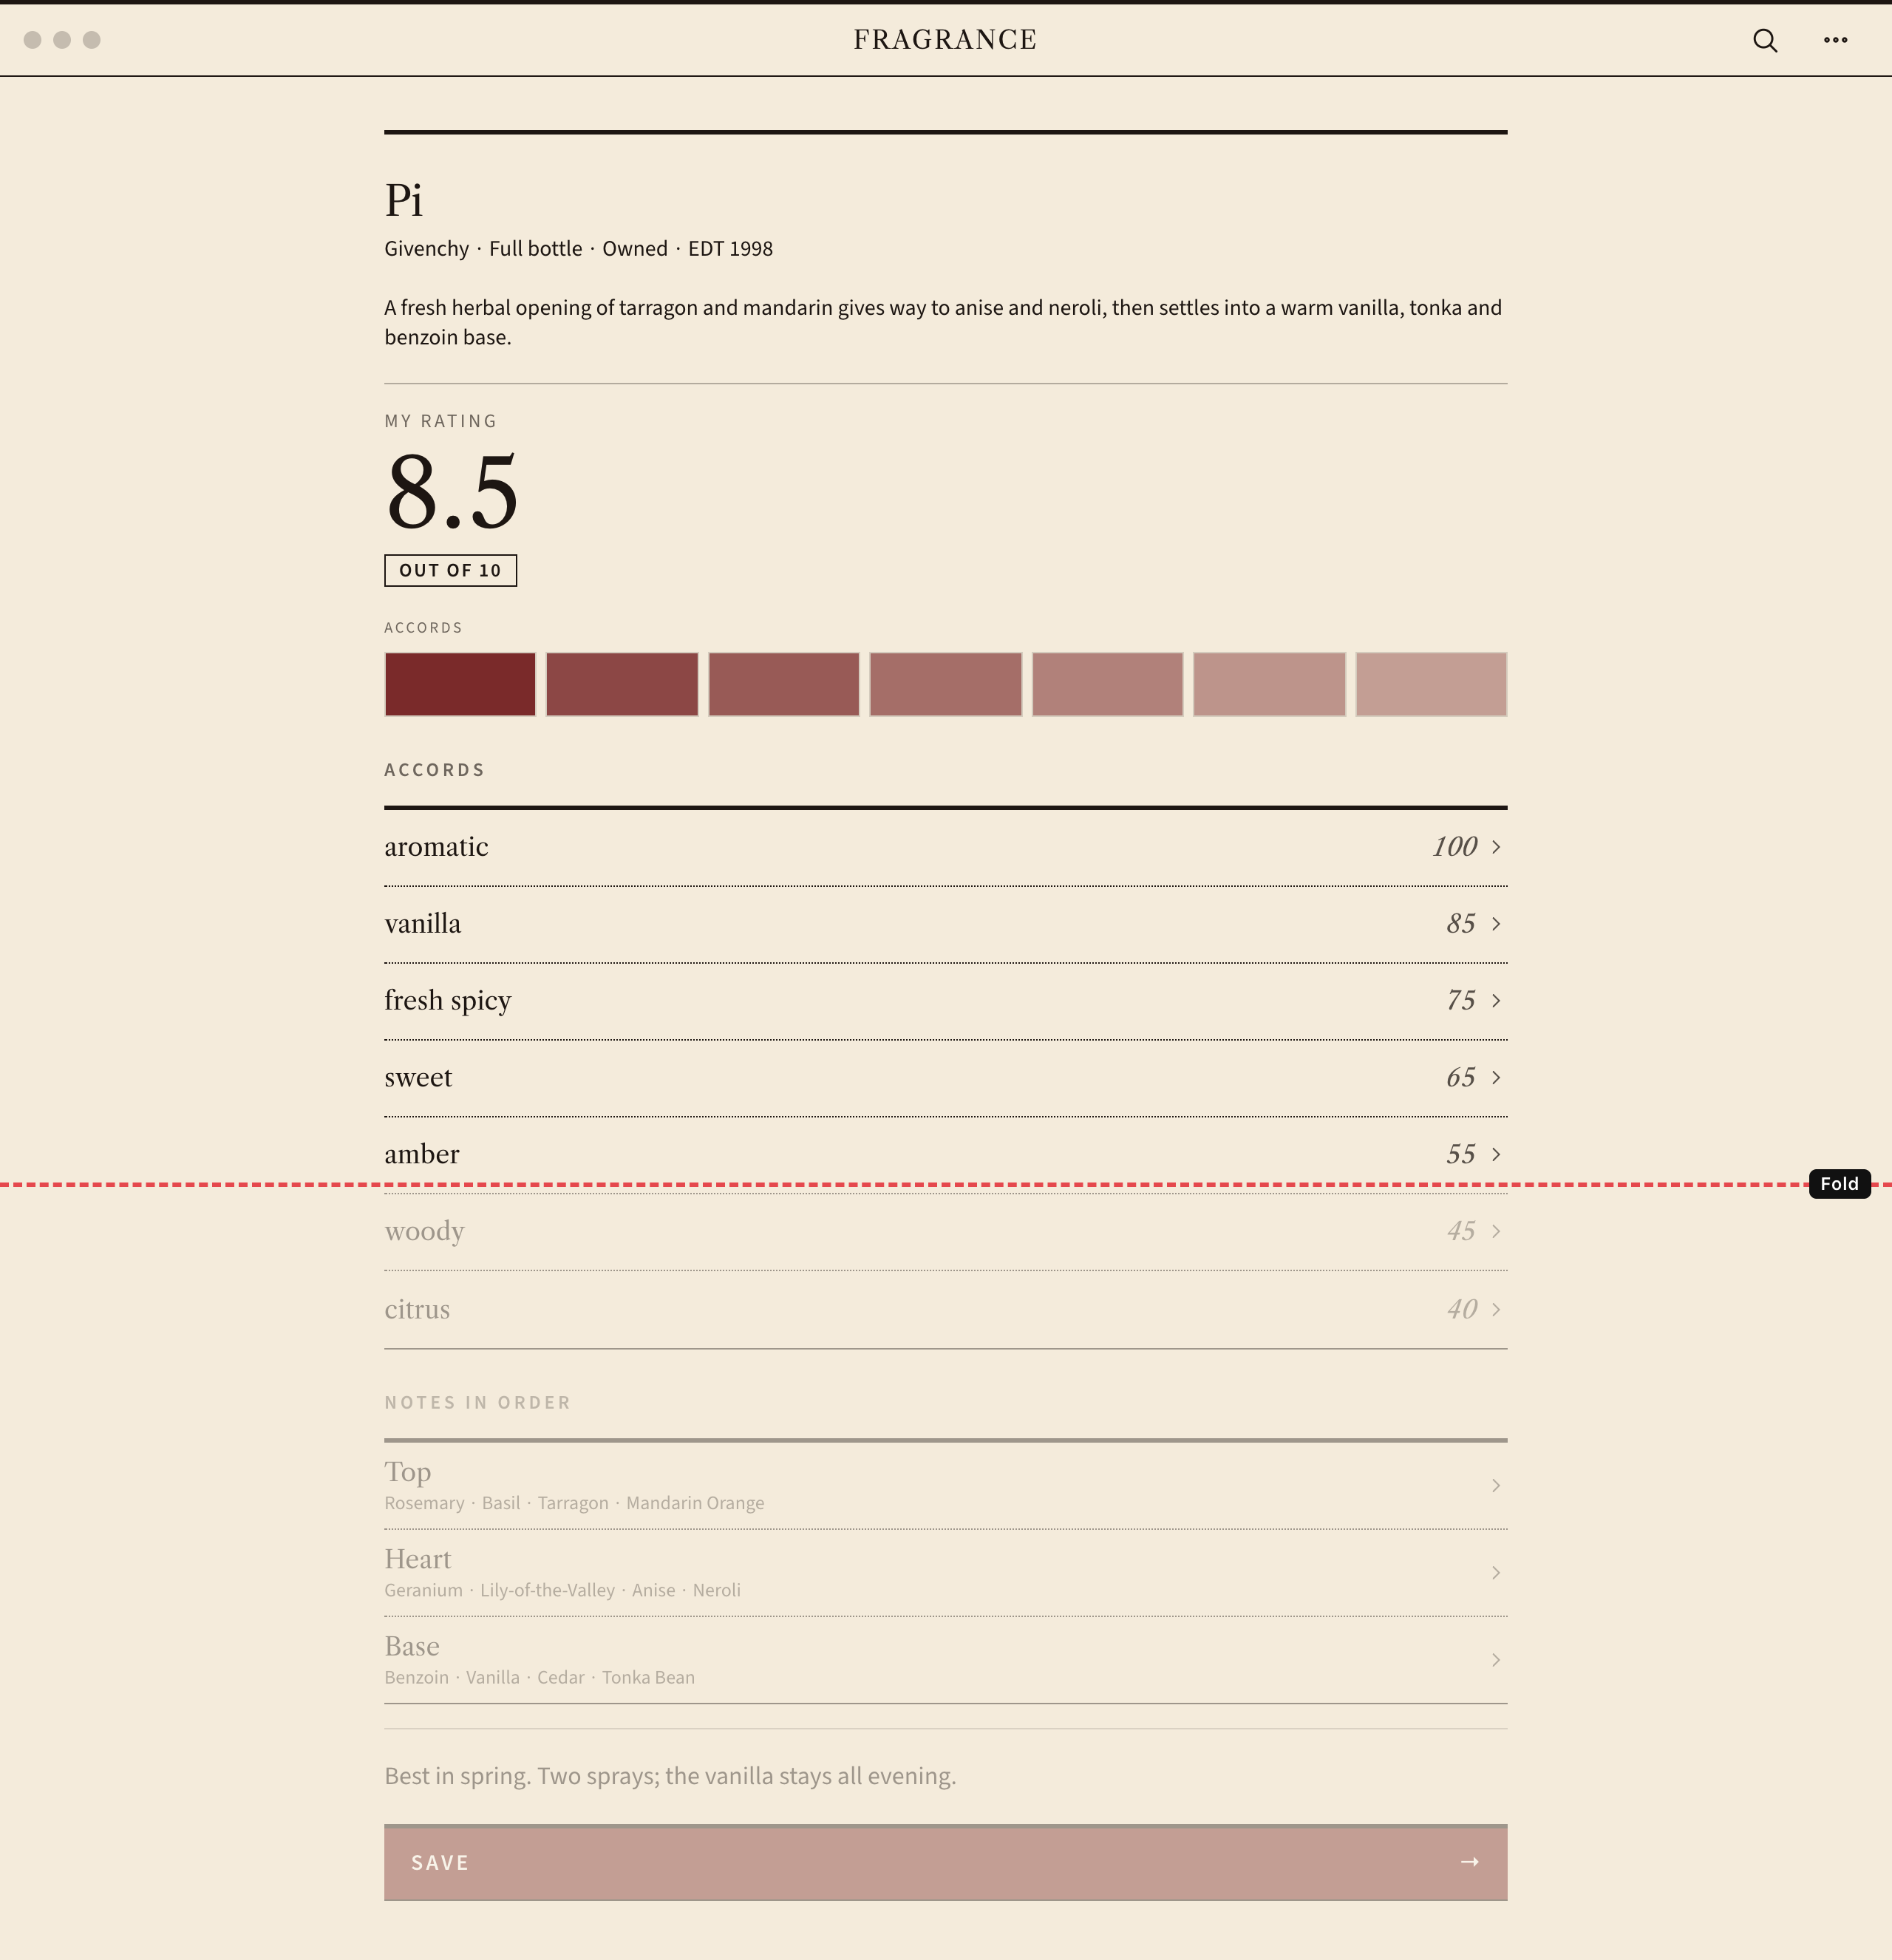 FRAGRANCE
Pi
Givenchy · Full bottle · Owned · EDT 1998
A fresh herbal opening of tarragon and mandarin gives way to anise and neroli, then settles into a warm vanilla, tonka and
benzoin base.
MY RATING
8.5
OUT OF 10
ACCORDS
ACCORDS
aromatic 100
vanilla 85
fresh spicy 75
sweet 65
amber 55
Fold
woody 45
citrus 40
NOTES IN ORDER
Top
Rosemary · Basil · Tarragon · Mandarin Orange
Heart
Geranium · Lily-of-the-Valley · Anise · Neroli
Base
Benzoin · Vanilla · Cedar · Tonka Bean
Best in spring. Two sprays; the vanilla stays all evening.
SAVE →